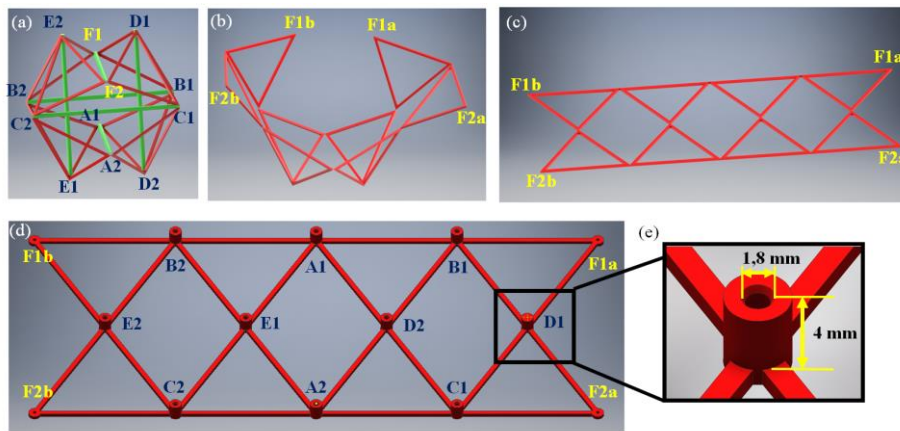 (a)
E2
F1
D1
B2
F2
B1
C2
A1
C1
A2
E1
D2
(b)
F1b
F1a
F2b
F2a
(c)
F1a
F1b
F2b
F2a
(d)
F1b
B2
A1
B1
F1a
E2
E1
D2
D1
F2b
C2
A2
C1
F2a
(e)
1,8 mm
4 mm